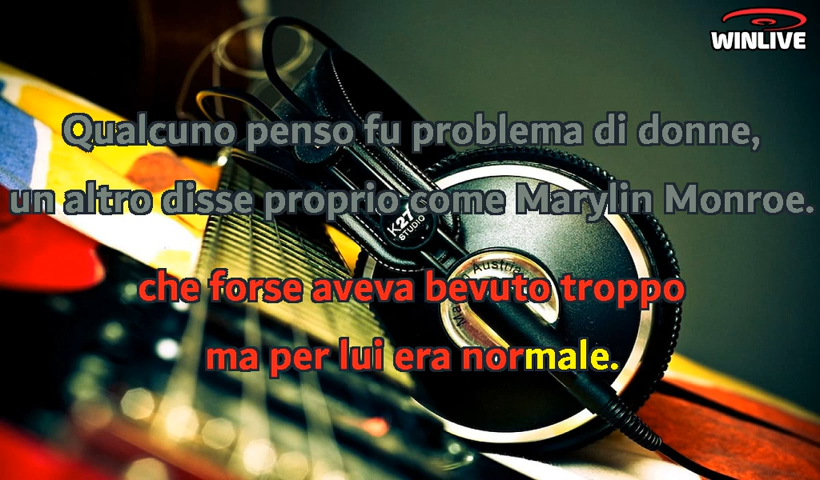 WINLIVE
Qualcuno penso fu problema di donne,
un altro disse proprio come Marylin Monroe.
K27
STUDIO
Austria
che forse aveva bevuto troppo
ma per lui era normale.